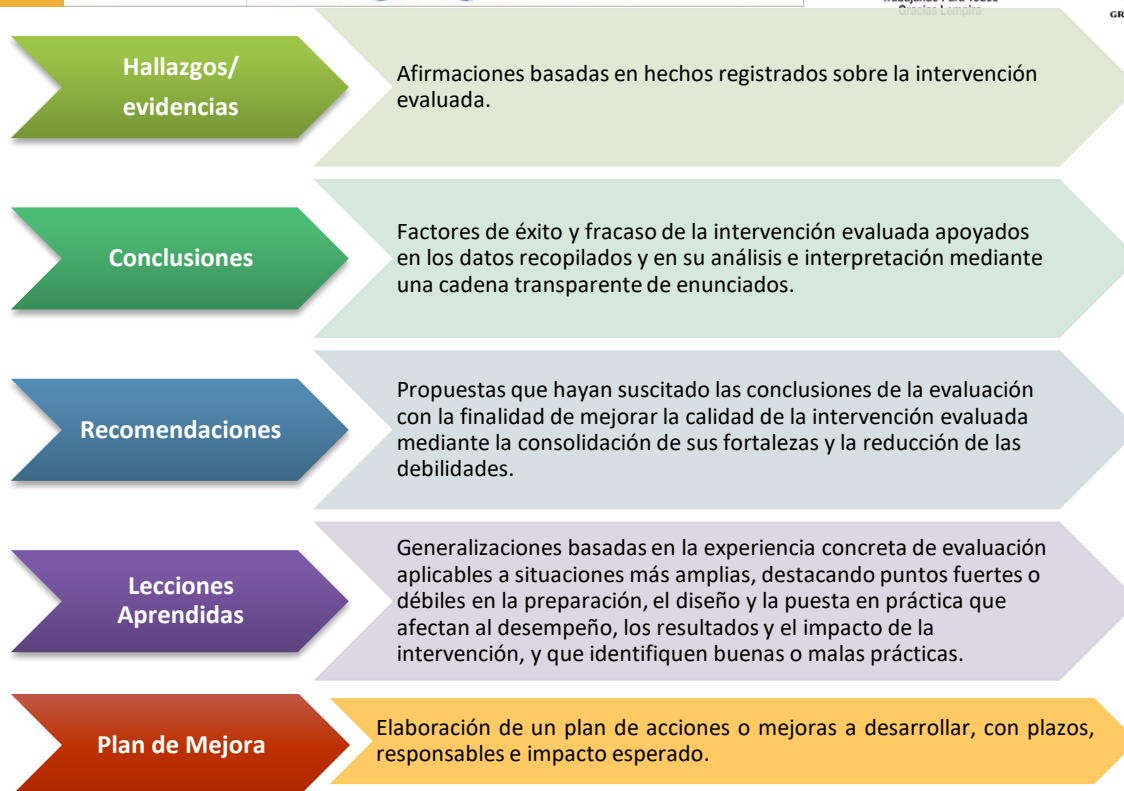 Gracias Lempira
GR
Hallazgos/
evidencias
Afirmaciones basadas en hechos registrados sobre la intervención
evaluada.
Conclusiones
Factores de éxito y fracaso de la intervención evaluada apoyados
en los datos recopilados y en su análisis e interpretación mediante
una cadena transparente de enunciados.
Recomendaciones
Propuestas que hayan suscitado las conclusiones de la evaluación
con la finalidad de mejorar la calidad de la intervención evaluada
mediante la consolidación de sus fortalezas y la reducción de las
debilidades.
Lecciones
Aprendidas
Generalizaciones basadas en la experiencia concreta de evaluación
aplicables a situaciones más amplias, destacando puntos fuertes o
débiles en la preparación, el diseño y la puesta en práctica que
afectan al desempeño, los resultados y el impacto de la
intervención, y que identifiquen buenas o malas prácticas.
Plan de Mejora
Elaboración de un plan de acciones o mejoras a desarrollar, con plazos,
responsables e impacto esperado.